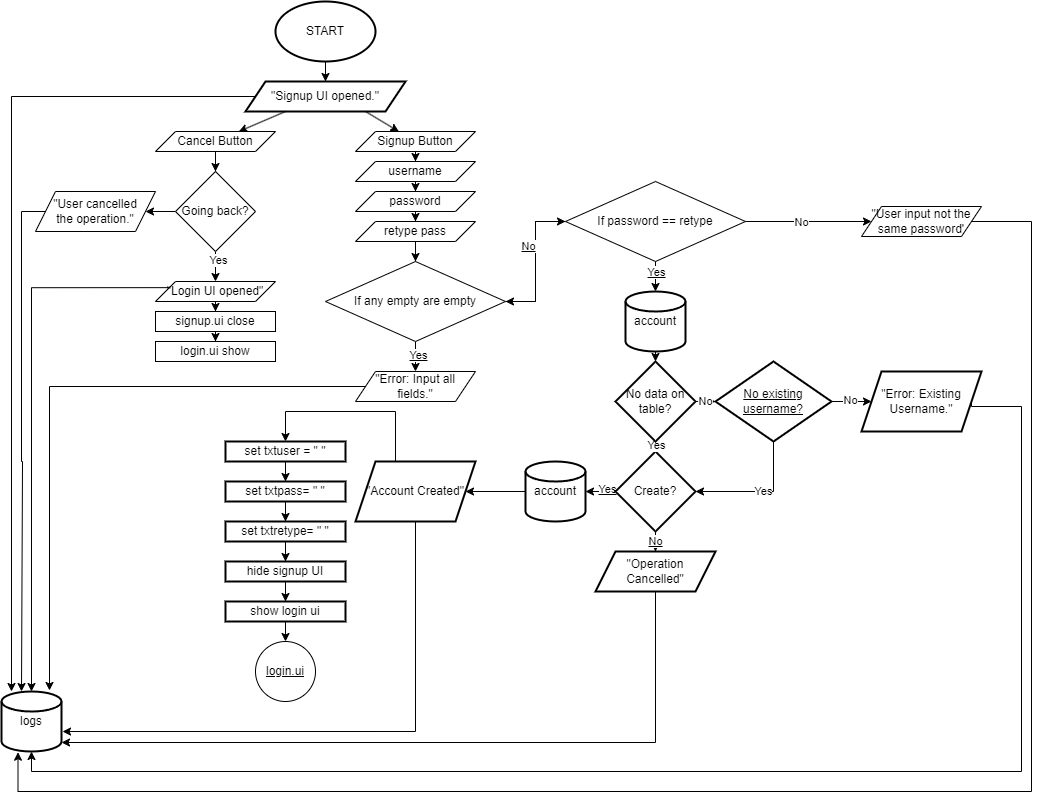 START
"Signup UI opened."
Cancel Button
Signup Button
username
password
retype pass
Going back?
"User cancelled
the operation."
Yes
"Login UI opened"
signup.ui close
login.ui show
If any empty are empty
No
If password == retype
No
"User input not the
same password'
Yes
account
Yes
"Error: Input all
fields."
No data on
table?
No
No existing
username?
No
"Error: Existing
Username."
Yes
Create?
Yes
Yes
account
"Account Created"
No
"Operation
Cancelled"
set txtuser = " "
set txtpass= " "
set txtretype= " "
hide signup UI
show login ui
login.ui
logs